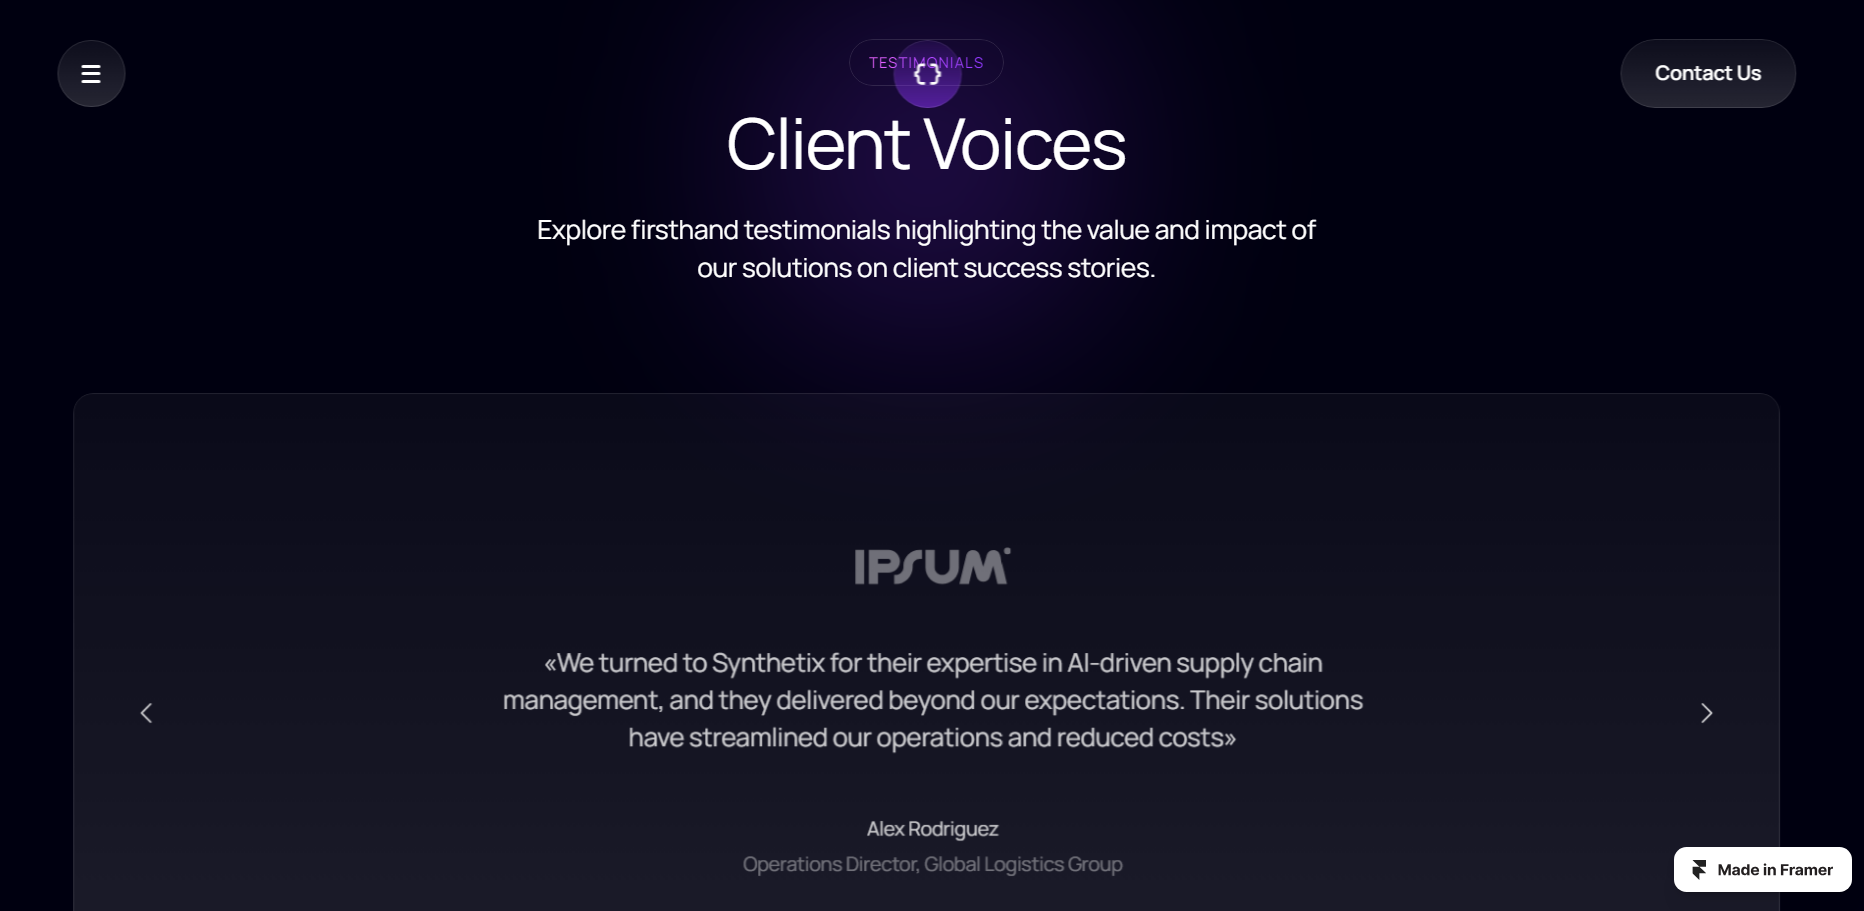 TESTIMONIALS
{}
Contact Us
Client Voices
Explore firsthand testimonials highlighting the value and impact of
our solutions on client success stories.
IPSUM
«We turned to Synthetix for their expertise in AI-driven supply chain
management, and they delivered beyond our expectations. Their solutions
have streamlined our operations and reduced costs»
Alex Rodriguez
Operations Director, Global Logistics Group
Made in Framer